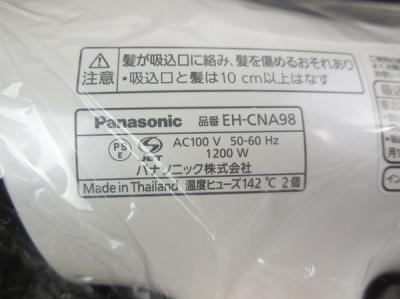 注意
髪が吸込口に絡み、髪を傷めるおそれあり
・吸込口と髪は10cm以上はなす
Panasonic 品番 EH-CNA98
PS E JET AC100 V 50-60 Hz
1200 W
パナソニック株式会社
Made in Thailand 温度ヒューズ142℃ 2個